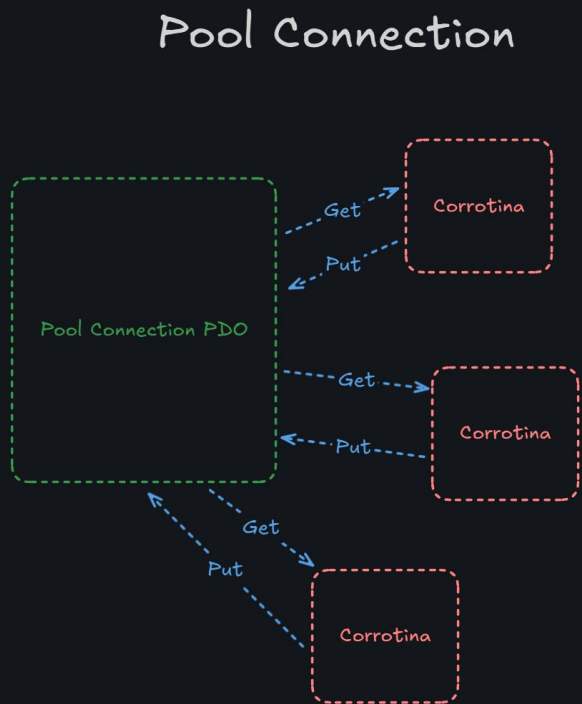 Pool Connection
Get
Corrotina
Put
Pool Connection PDO
Get
Corrotina
Put
Get
Put
Corrotina